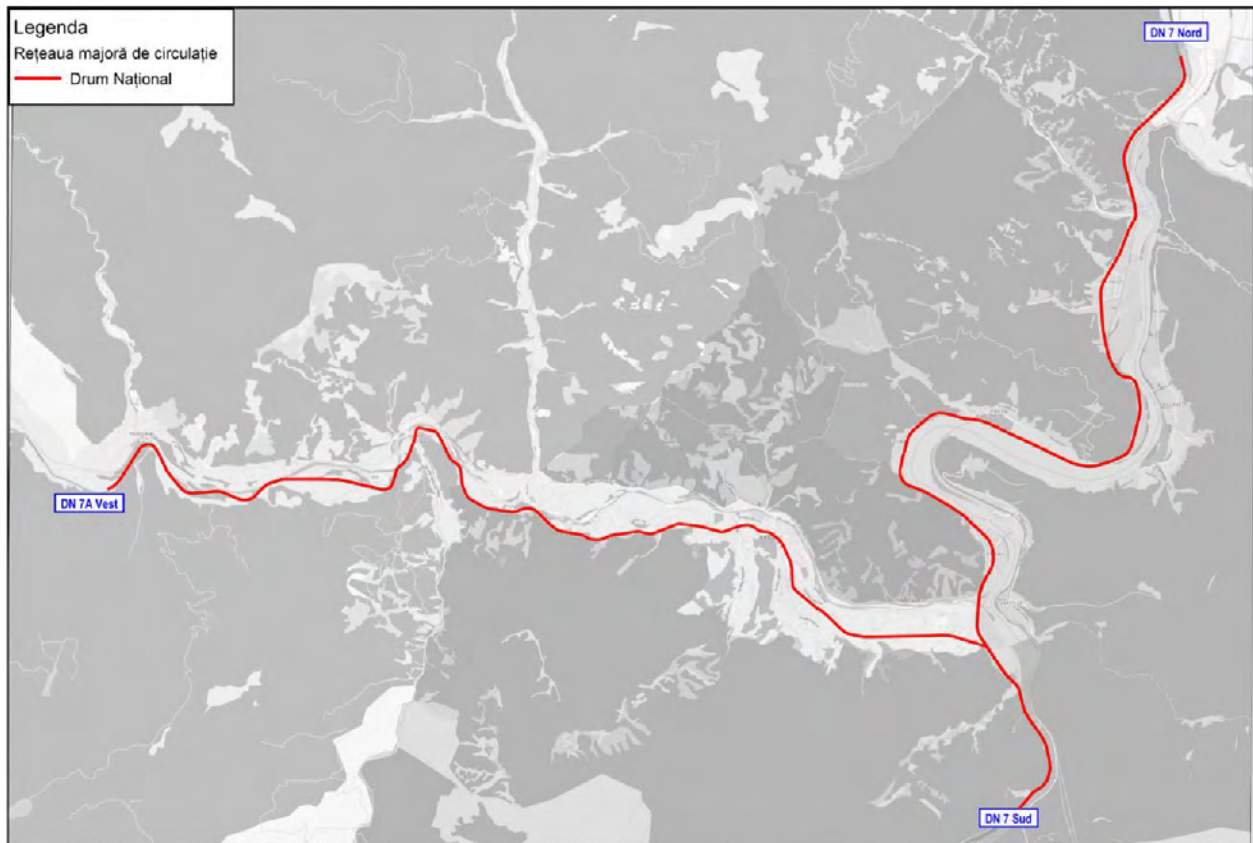 Legenda
Rețeaua majoră de circulație
Drum Național
DN 7 Nord
DN 7A Vest
DN 7 Sud